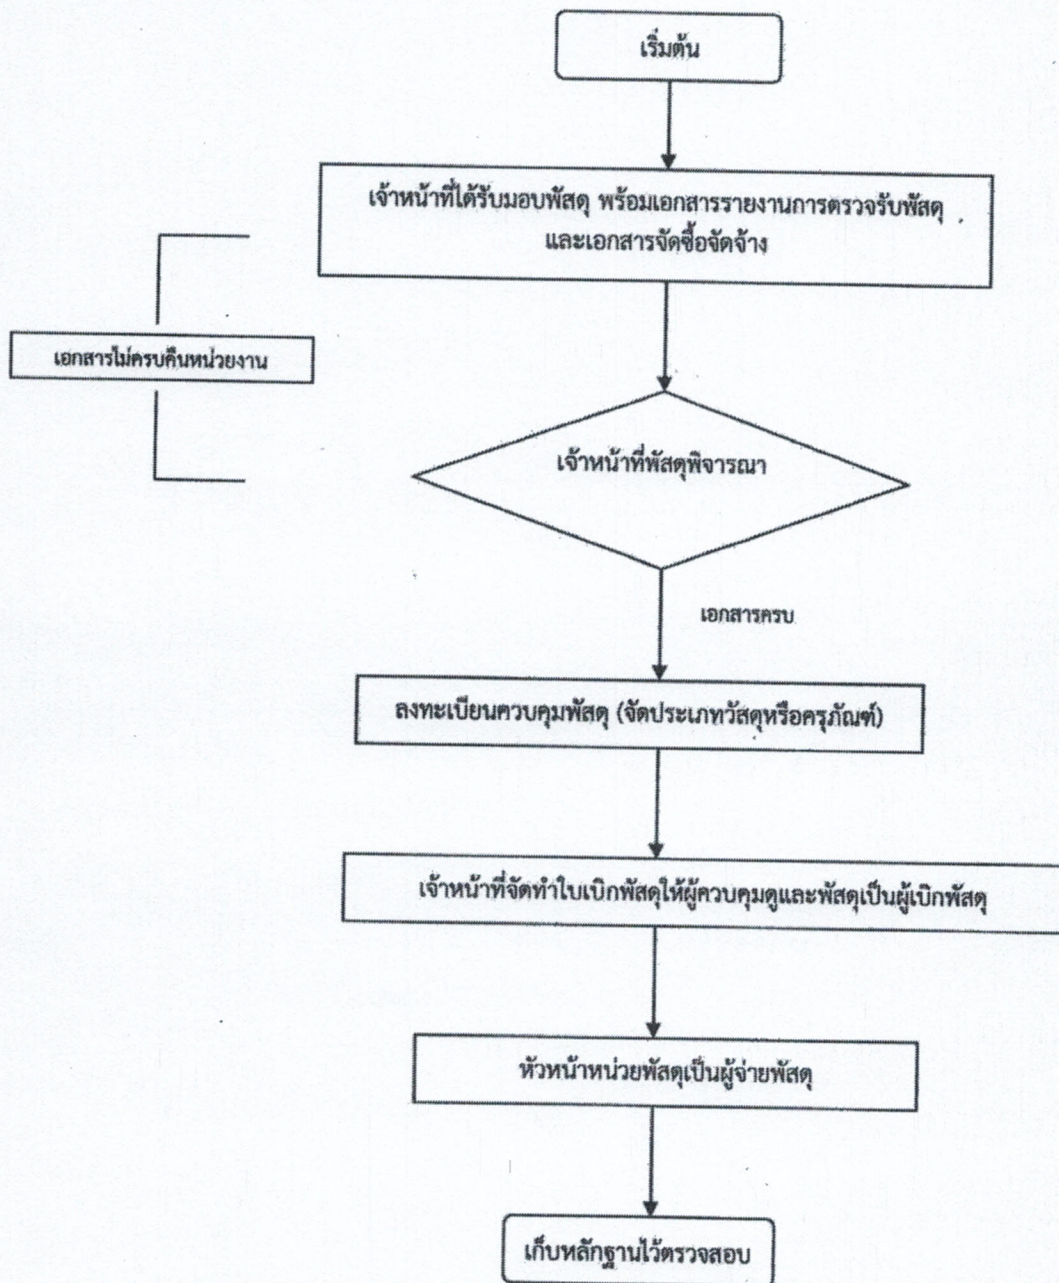 เริ่มต้น
เจ้าหน้าที่ได้รับมอบพัสดุ พร้อมเอกสารรายงานการตรวจรับพัสดุ
และเอกสารจัดซื้อจัดจ้าง
เอกสารไม่ครบคืนหน่วยงาน
เจ้าหน้าที่พัสดุพิจารณา
เอกสารครบ
ลงทะเบียนควบคุมพัสดุ (จัดประเภทวัสดุหรือครุภัณฑ์)
เจ้าหน้าที่จัดทำใบเบิกพัสดุให้ผู้ควบคุมดูและพัสดุเป็นผู้เบิกพัสดุ
หัวหน้าหน่วยพัสดุเป็นผู้จ่ายพัสดุ
เก็บหลักฐานไว้ตรวจสอบ